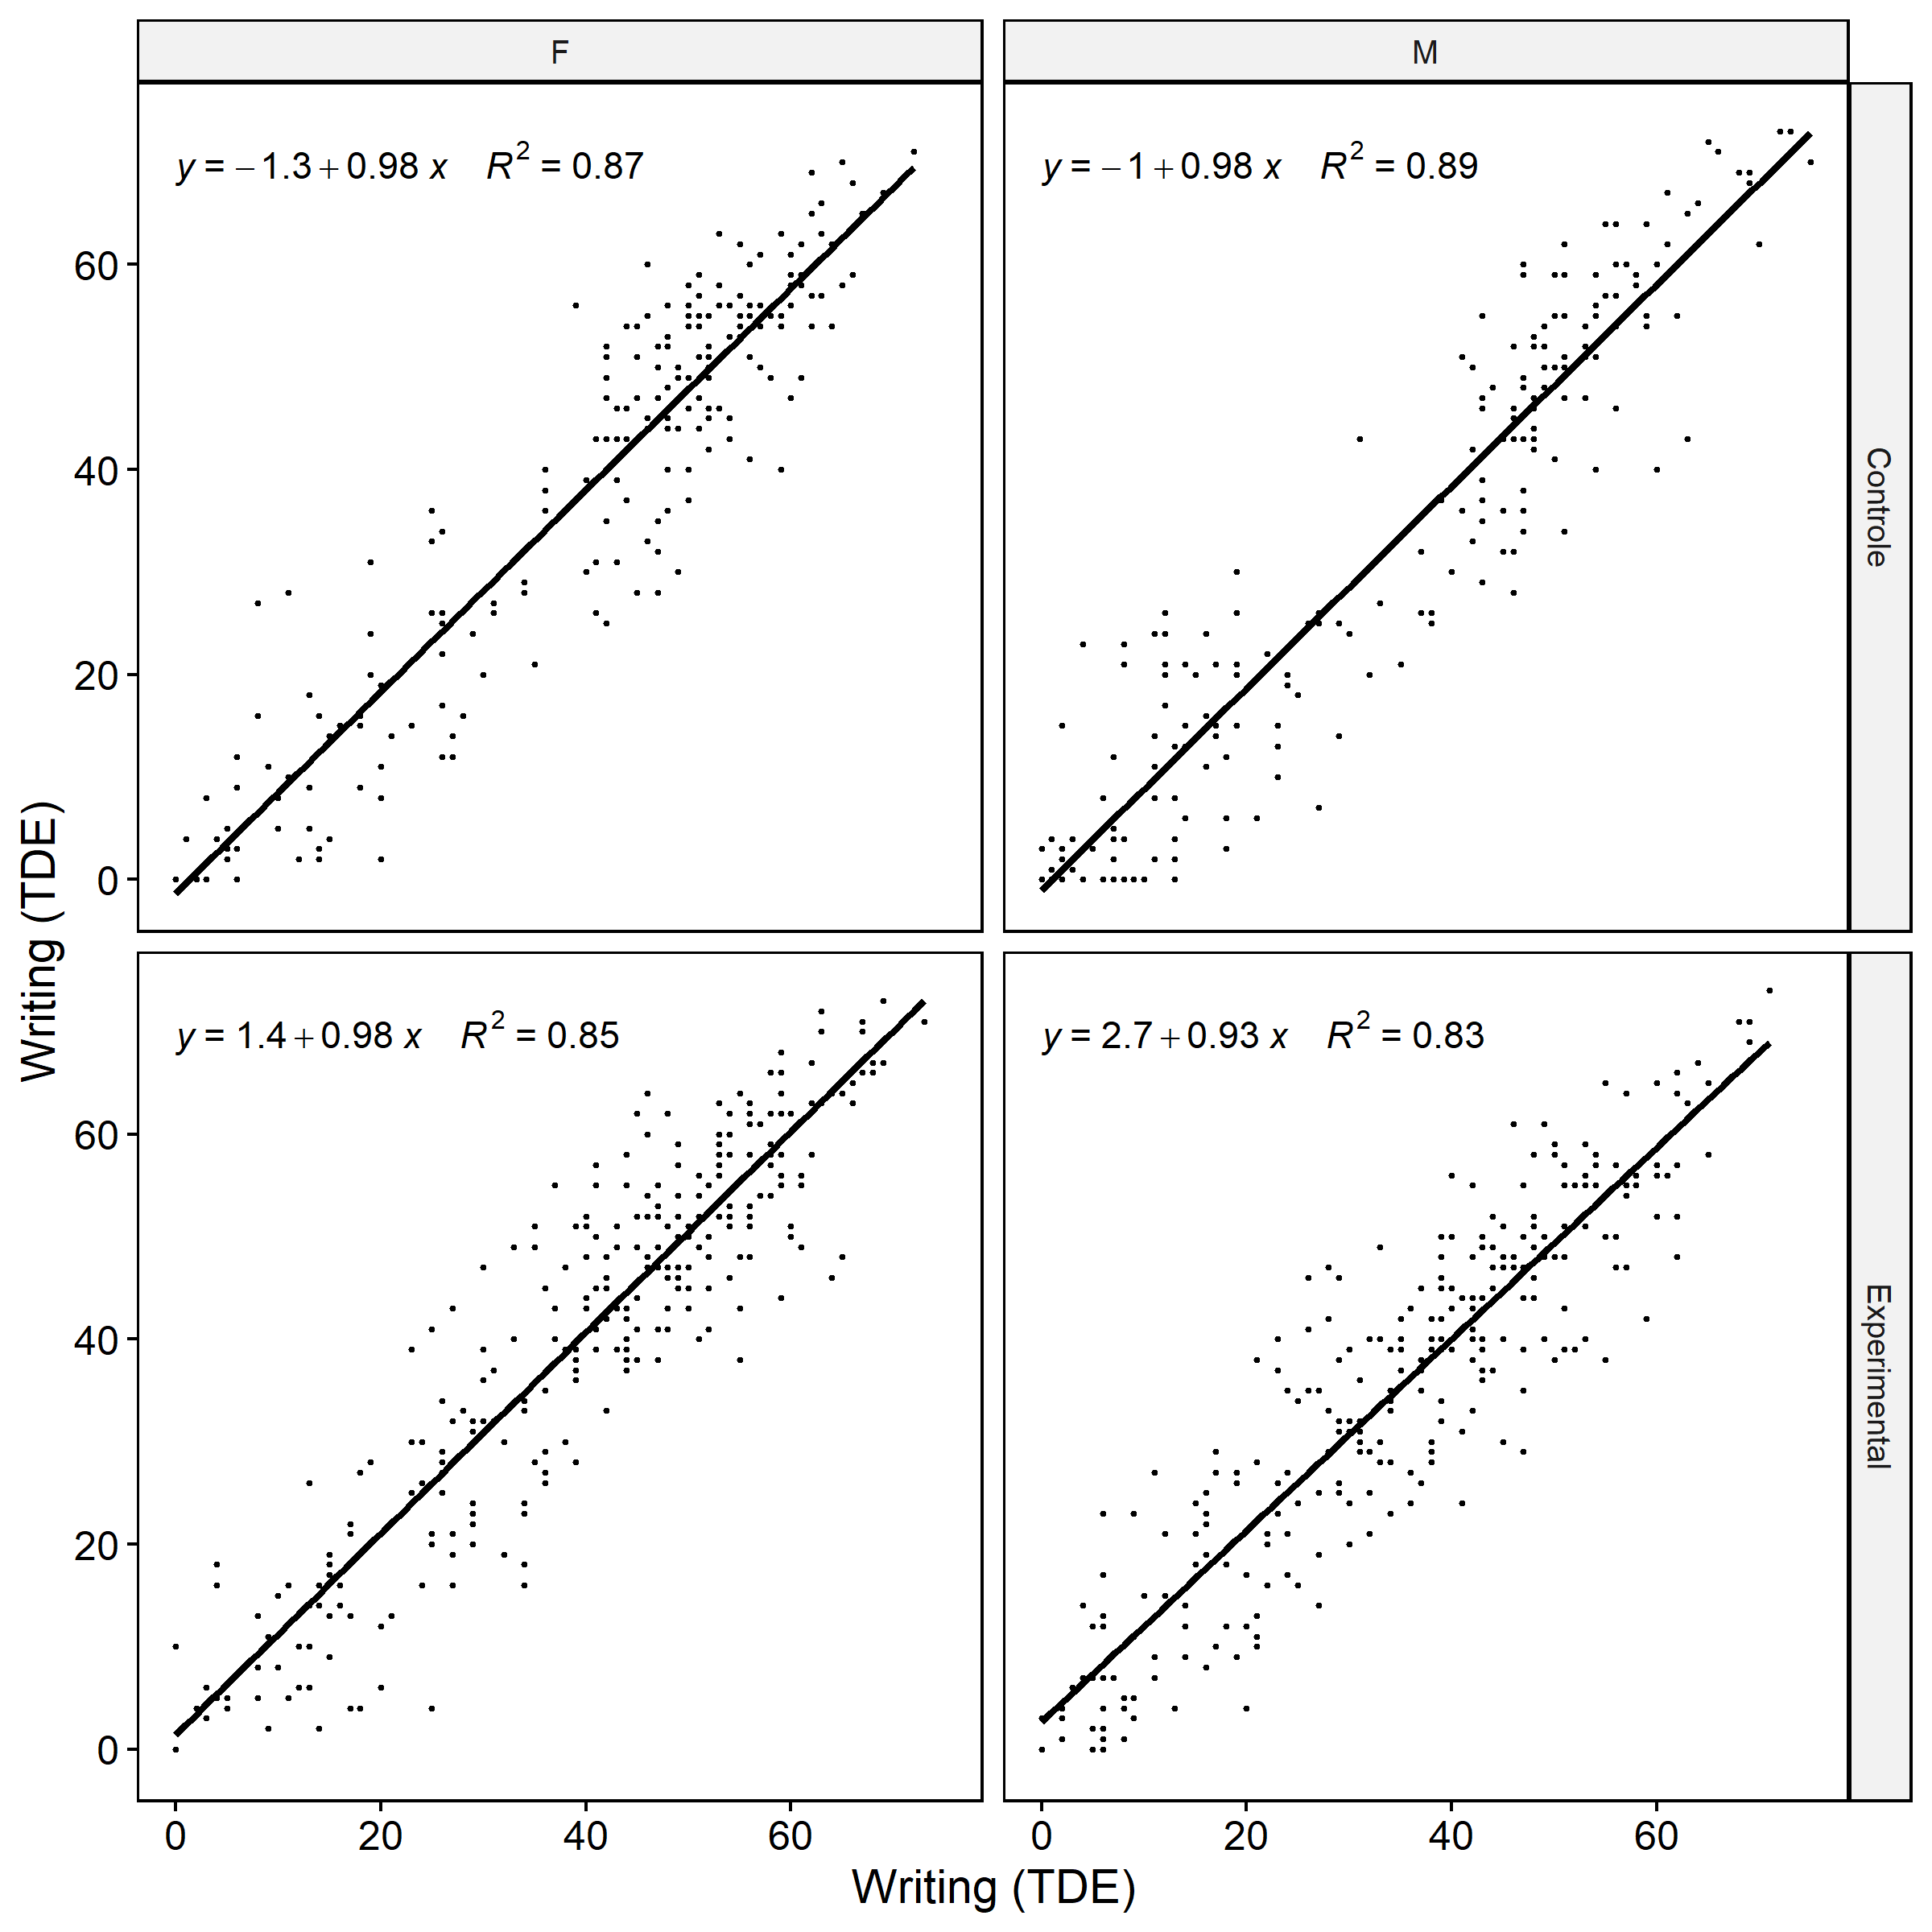 F
M
y = −1.3 + 0.98 x R² = 0.87
y = −1 + 0.98 x R² = 0.89
60
40
20
0
Controle
Writing (TDE)
y = 1.4 + 0.98 x R² = 0.85
y = 2.7 + 0.93 x R² = 0.83
60
40
20
0
Experimental
0 20 40 60
0 20 40 60
Writing (TDE)